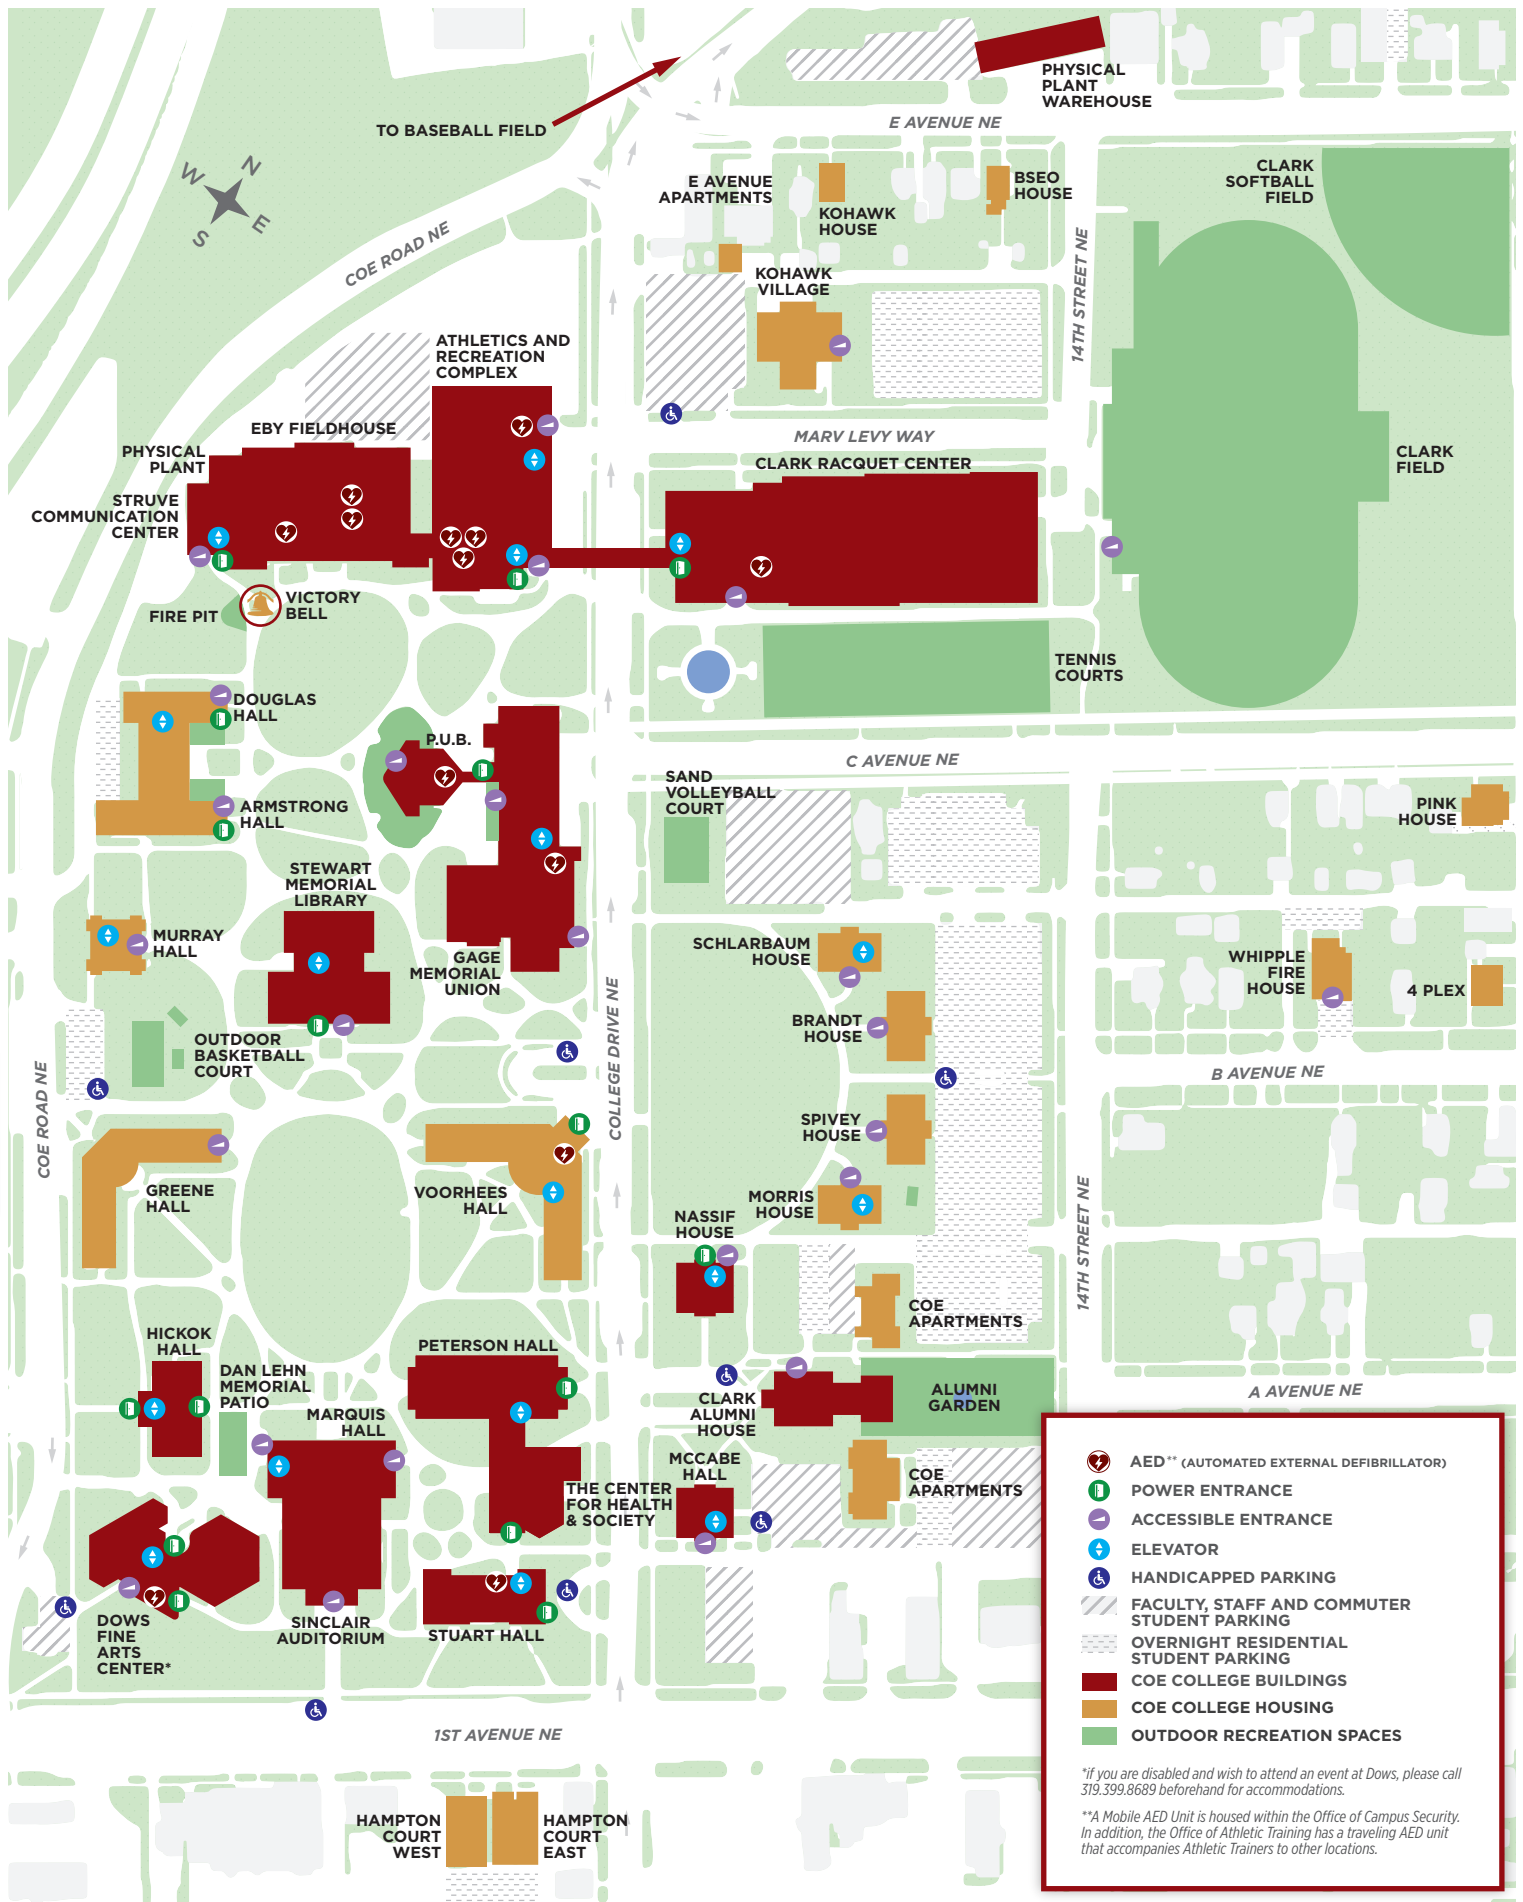 PHYSICAL
PLANT
WAREHOUSE
TO BASEBALL FIELD
E AVENUE NE
N
W
E
S
E AVENUE
APARTMENTS
KOHAWK
HOUSE
BSEO
HOUSE
CLARK
SOFTBALL
FIELD
COE ROAD NE
KOHAWK
VILLAGE
14TH STREET NE
ATHLETICS AND
RECREATION
COMPLEX
EBY FIELDHOUSE
MARV LEVY WAY
PHYSICAL
PLANT
CLARK RACQUET CENTER
CLARK
FIELD
STRUVE
COMMUNICATION
CENTER
VICTORY
BELL
FIRE PIT
TENNIS
COURTS
DOUGLAS
HALL
P.U.B.
C AVENUE NE
SAND
VOLLEYBALL
COURT
ARMSTRONG
HALL
PINK
HOUSE
STEWART
MEMORIAL
LIBRARY
MURRAY
HALL
GAGE
MEMORIAL
UNION
SCHLARBAUM
HOUSE
WHIPPLE
FIRE
HOUSE
4 PLEX
BRANDT
HOUSE
OUTDOOR
BASKETBALL
COURT
COE ROAD NE
COLLEGE DRIVE NE
B AVENUE NE
SPIVEY
HOUSE
GREENE
HALL
VOORHEES
HALL
MORRIS
HOUSE
NASSIF
HOUSE
14TH STREET NE
COE
APARTMENTS
HICKOK
HALL
PETERSON HALL
DAN LEHN
MEMORIAL
PATIO
MARQUIS
HALL
CLARK
ALUMNI
HOUSE
ALUMNI
GARDEN
A AVENUE NE
MCCABE
HALL
COE
APARTMENTS
THE CENTER
FOR HEALTH
& SOCIETY
DOWS
FINE
ARTS
CENTER*
SINCLAIR
AUDITORIUM
STUART HALL
1ST AVENUE NE
HAMPTON
COURT
WEST
HAMPTON
COURT
EAST
AED** (AUTOMATED EXTERNAL DEFIBRILLATOR)
POWER ENTRANCE
ACCESSIBLE ENTRANCE
ELEVATOR
HANDICAPPED PARKING
FACULTY, STAFF AND COMMUTER
STUDENT PARKING
OVERNIGHT RESIDENTIAL
STUDENT PARKING
COE COLLEGE BUILDINGS
COE COLLEGE HOUSING
OUTDOOR RECREATION SPACES
*if you are disabled and wish to attend an event at Dows, please call
319.399.8689 beforehand for accommodations.
**A Mobile AED Unit is housed within the Office of Campus Security.
In addition, the Office of Athletic Training has a traveling AED unit
that accompanies Athletic Trainers to other locations.